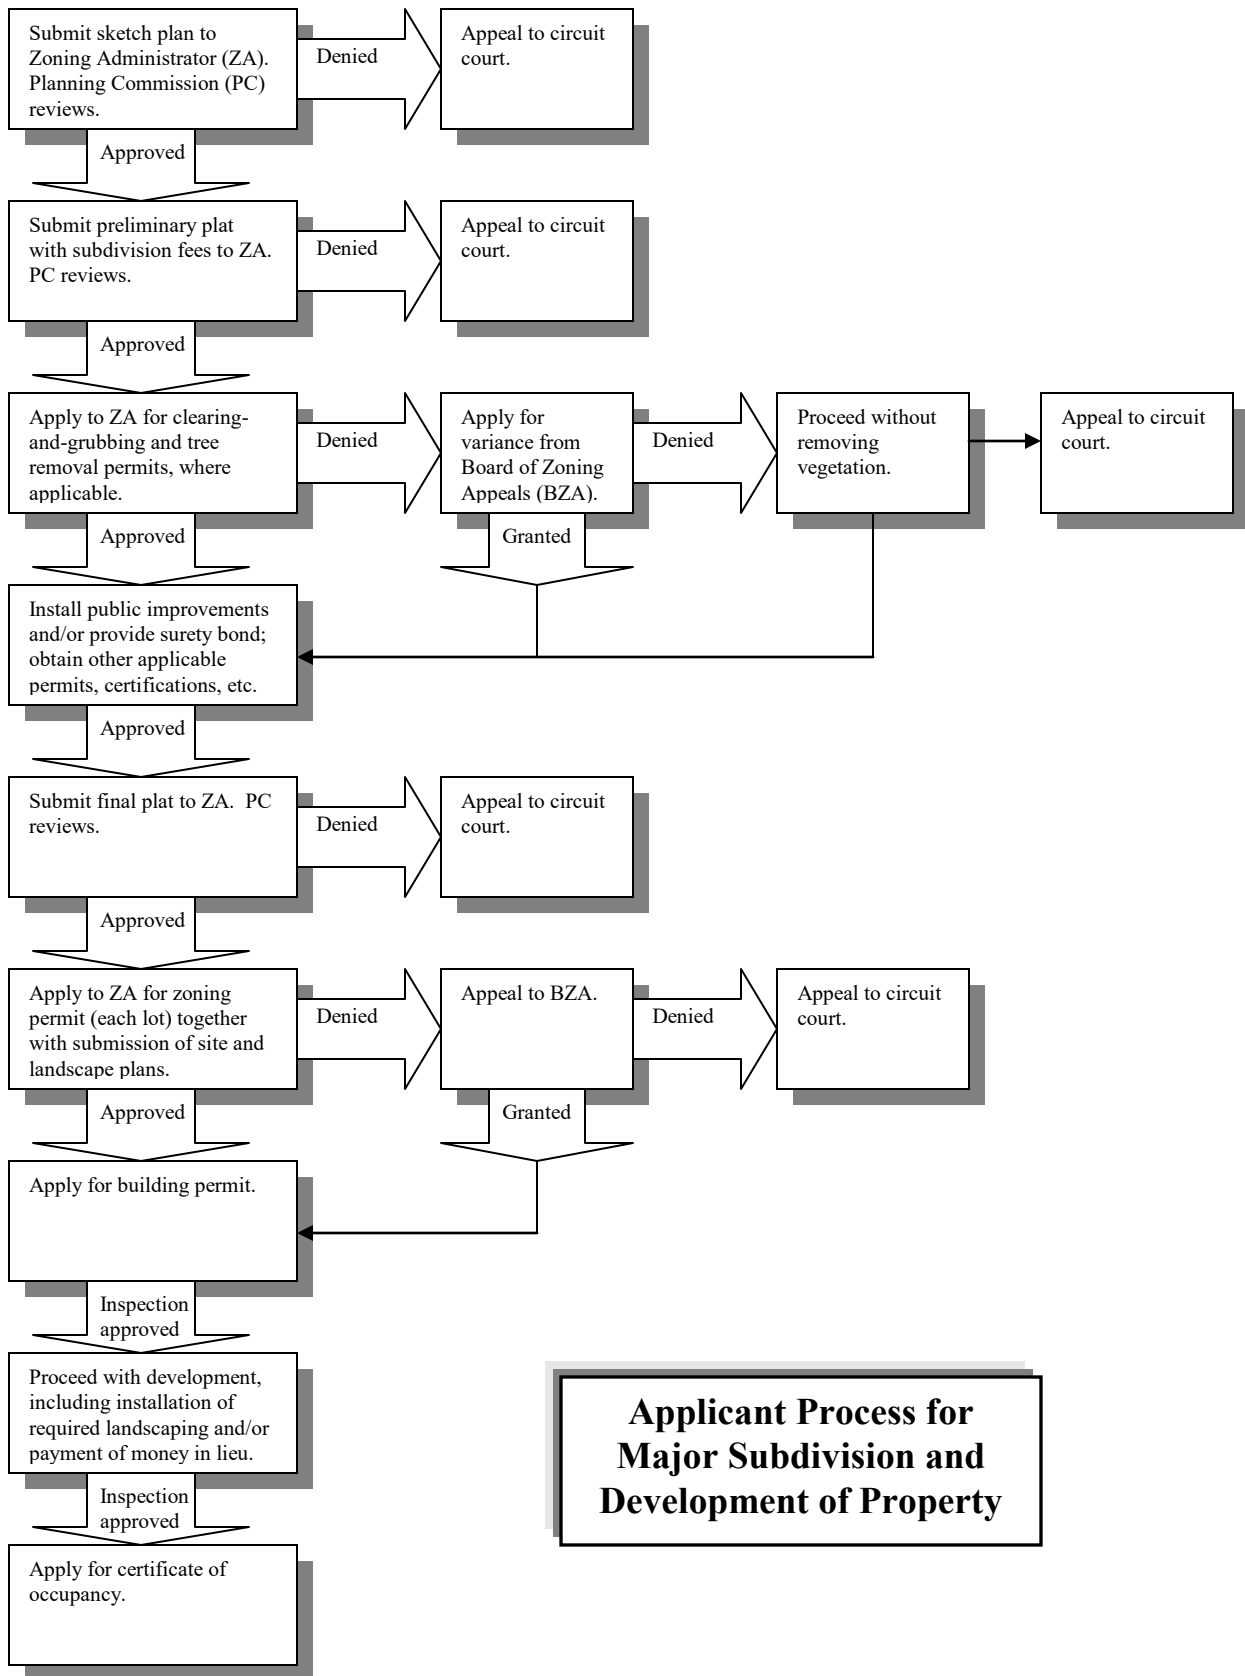 Submit sketch plan to
Zoning Administrator (ZA).
Planning Commission (PC)
reviews.
Denied
Appeal to circuit
court.
Approved
Submit preliminary plat
with subdivision fees to ZA.
PC reviews.
Denied
Appeal to circuit
court.
Approved
Apply to ZA for clearing-
and-grubbing and tree
removal permits, where
applicable.
Denied
Apply for
variance from
Board of Zoning
Appeals (BZA).
Denied
Proceed without
removing
vegetation.
Appeal to circuit
court.
Approved
Granted
Install public improvements
and/or provide surety bond;
obtain other applicable
permits, certifications, etc.
Approved
Submit final plat to ZA.  PC
reviews.
Denied
Appeal to circuit
court.
Approved
Apply to ZA for zoning
permit (each lot) together
with submission of site and
landscape plans.
Denied
Appeal to BZA.
Denied
Appeal to circuit
court.
Approved
Granted
Apply for building permit.
Inspection
approved
Proceed with development,
including installation of
required landscaping and/or
payment of money in lieu.
Inspection
approved
Apply for certificate of
occupancy.
Applicant Process for
Major Subdivision and
Development of Property